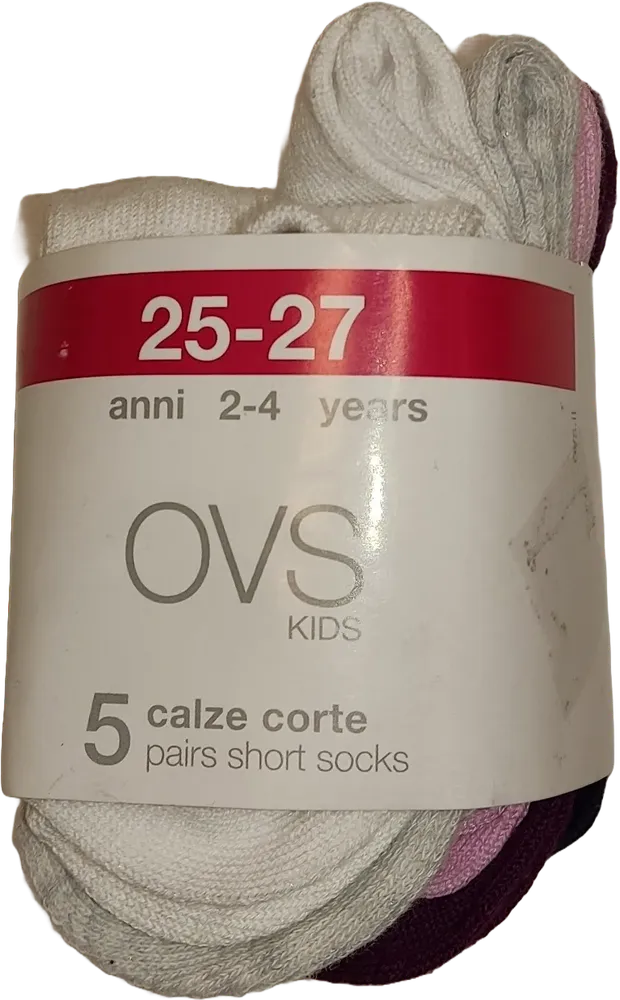 25-27
anni 2-4 years
OVS
KIDS
5 calze corte
pairs short socks